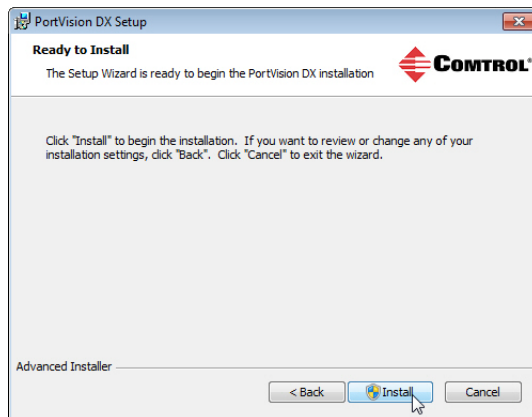 PortVision DX Setup
Ready to Install
The Setup Wizard is ready to begin the PortVision DX installation
COMTROL®
Click "Install" to begin the installation. If you want to review or change any of your
installation settings, click "Back". Click "Cancel" to exit the wizard.
Advanced Installer
< Back
Install
Cancel